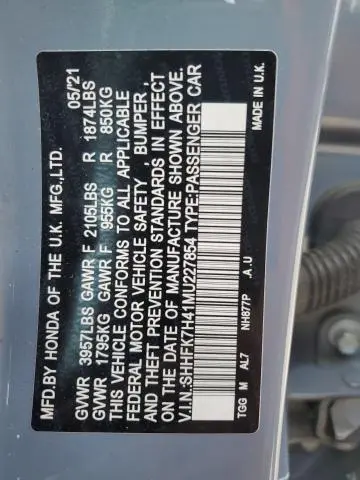 MFD.BY HONDA OF THE U.K. MFG.,LTD. 05/21
GVWR 3957LBS GAWR F 2105LBS R 1874LBS
GVWR 1795KG GAWR F 955KG R 850KG
THIS VEHICLE CONFORMS TO ALL APPLICABLE
FEDERAL MOTOR VEHICLE SAFETY , BUMPER ,
AND THEFT PREVENTION STANDARDS IN EFFECT
ON THE DATE OF MANUFACTURE SHOWN ABOVE.
V.I.N.:SHHFK7H41MU227854 TYPE:PASSENGER CAR
TGG M AL7 NH877P .A .U MADE IN U.K.